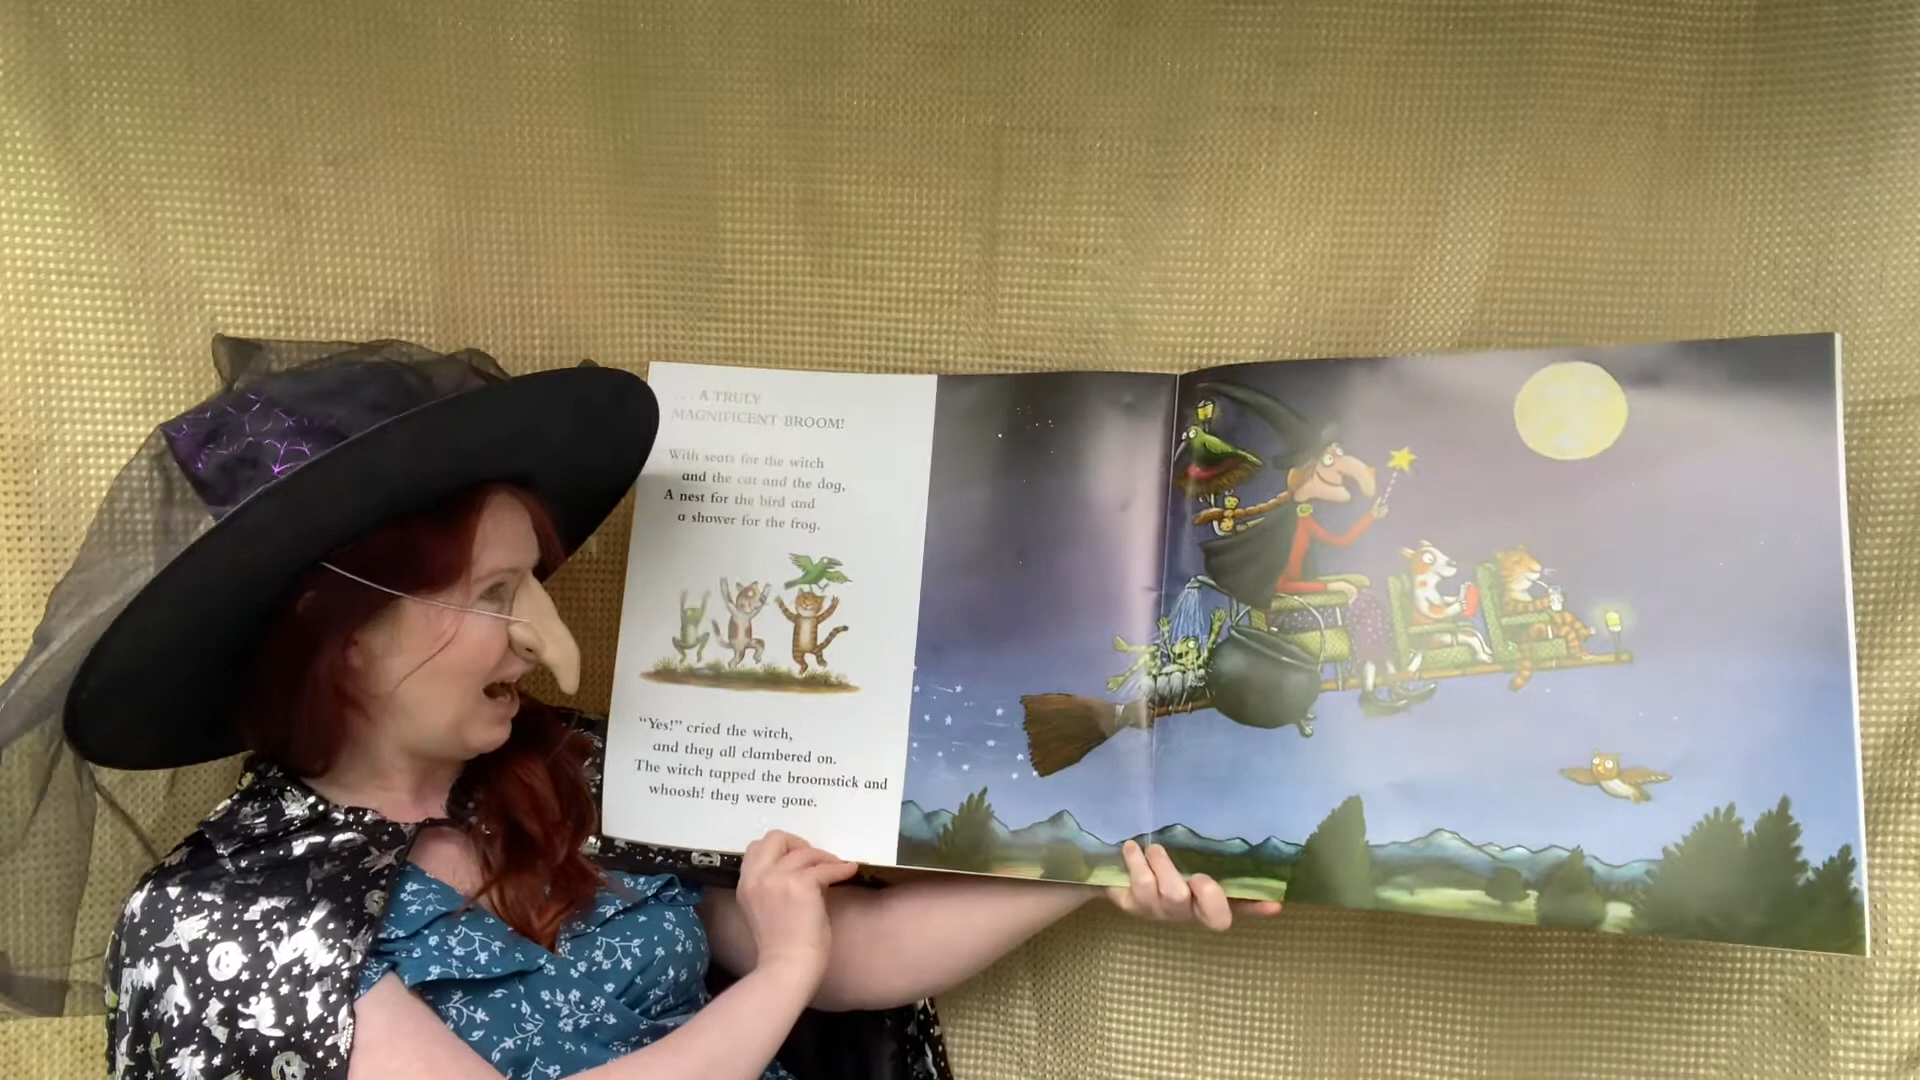 ... A TRULY
MAGNIFICENT BROOM!
With seats for the witch
and the cat and the dog,
A nest for the bird and
a shower for the frog.
"Yes!" cried the witch,
and they all clambered on.
The witch tapped the broomstick and
whoosh! they were gone.